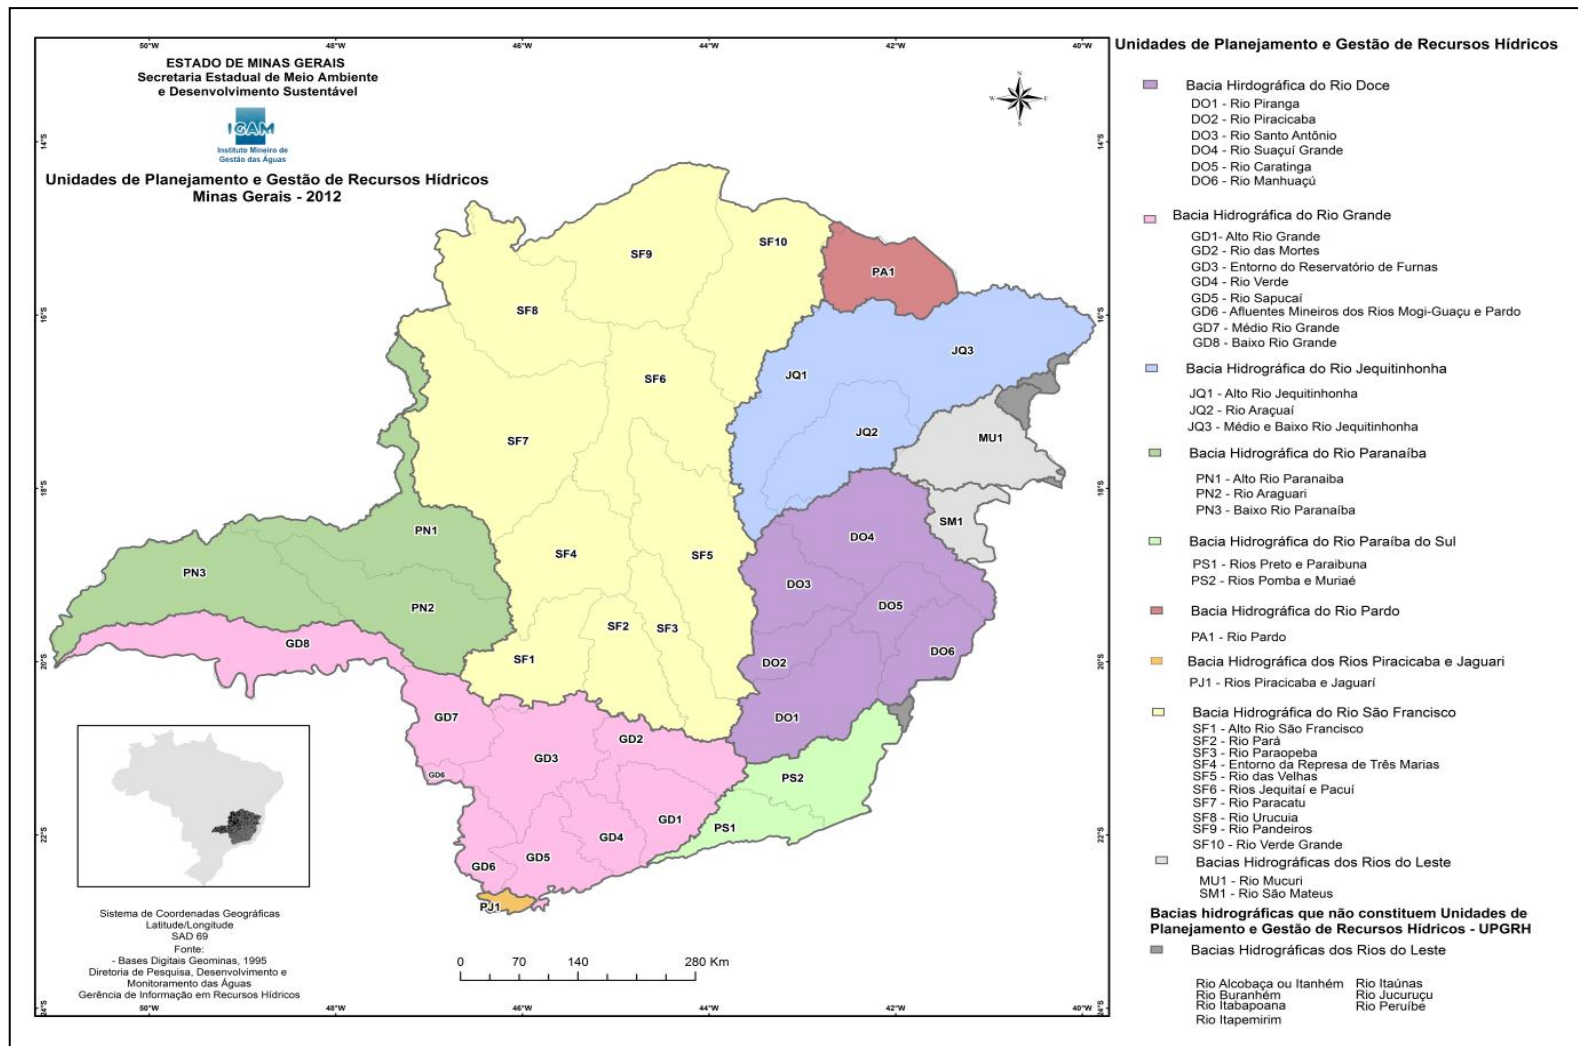 50°W 48°W 46°W 44°W 42°W 40°W
ESTADO DE MINAS GERAIS
Secretaria Estadual de Meio Ambiente
e Desenvolvimento Sustentável
IGAM
Instituto Mineiro de
Gestão das Águas
Unidades de Planejamento e Gestão de Recursos Hídricos
Minas Gerais - 2012
N
W E
S
14°S 14°S
16°S 16°S
18°S 18°S
20°S 20°S
22°S 22°S
24°S 24°S
SF10
SF9
PA1
SF8
JQ3
SF6
JQ1
JQ2
SF7
MU1
SM1
PN1
DO4
SF4
SF5
PN3
DO3
PN2
DO5
SF2
SF3
GD8
SF1
DO2
DO6
GD7
DO1
GD2
GD3
GD6
PS2
GD1
PS1
GD4
GD5
GD6
PJ1
Sistema de Coordenadas Geográficas
Latitude/Longitude
SAD 69
Fonte:
- Bases Digitais Geominas, 1995
Diretoria de Pesquisa, Desenvolvimento e
Monitoramento das Águas
Gerência de Informação em Recursos Hídricos
0 70 140 280 Km
50°W 48°W 46°W 44°W 42°W 40°W
Unidades de Planejamento e Gestão de Recursos Hídricos
Bacia Hirdográfica do Rio Doce
DO1 - Rio Piranga
DO2 - Rio Piracicaba
DO3 - Rio Santo Antônio
DO4 - Rio Suaçuí Grande
DO5 - Rio Caratinga
DO6 - Rio Manhuaçú
Bacia Hidrográfica do Rio Grande
GD1- Alto Rio Grande
GD2 - Rio das Mortes
GD3 - Entorno do Reservatório de Furnas
GD4 - Rio Verde
GD5 - Rio Sapucaí
GD6 - Afluentes Mineiros dos Rios Mogi-Guaçu e Pardo
GD7 - Médio Rio Grande
GD8 - Baixo Rio Grande
Bacia Hidrográfica do Rio Jequitinhonha
JQ1 - Alto Rio Jequitinhonha
JQ2 - Rio Araçuaí
JQ3 - Médio e Baixo Rio Jequitinhonha
Bacia Hidrográfica do Rio Paranaíba
PN1 - Alto Rio Paranaiba
PN2 - Rio Araguari
PN3 - Baixo Rio Paranaíba
Bacia Hidrográfica do Rio Paraíba do Sul
PS1 - Rios Preto e Paraibuna
PS2 - Rios Pomba e Muriaé
Bacia Hidrográfica do Rio Pardo
PA1 - Rio Pardo
Bacia Hidrográfica dos Rios Piracicaba e Jaguari
PJ1 - Rios Piracicaba e Jaguarí
Bacia Hidrográfica do Rio São Francisco
SF1 - Alto Rio São Francisco
SF2 - Rio Pará
SF3 - Rio Paraopeba
SF4 - Entorno da Represa de Três Marias
SF5 - Rio das Velhas
SF6 - Rios Jequitaí e Pacuí
SF7 - Rio Paracatu
SF8 - Rio Urucuia
SF9 - Rio Pandeiros
SF10 - Rio Verde Grande
Bacias Hidrográficas dos Rios do Leste
MU1 - Rio Mucuri
SM1 - Rio São Mateus
Bacias hidrográficas que não constituem Unidades de
Planejamento e Gestão de Recursos Hídricos - UPGRH
Bacias Hidrográficas dos Rios do Leste
Rio Alcobaça ou Itanhém Rio Itaúnas
Rio Buranhém Rio Jucuruçu
Rio Itabapoana Rio Peruíbe
Rio Itapemirim